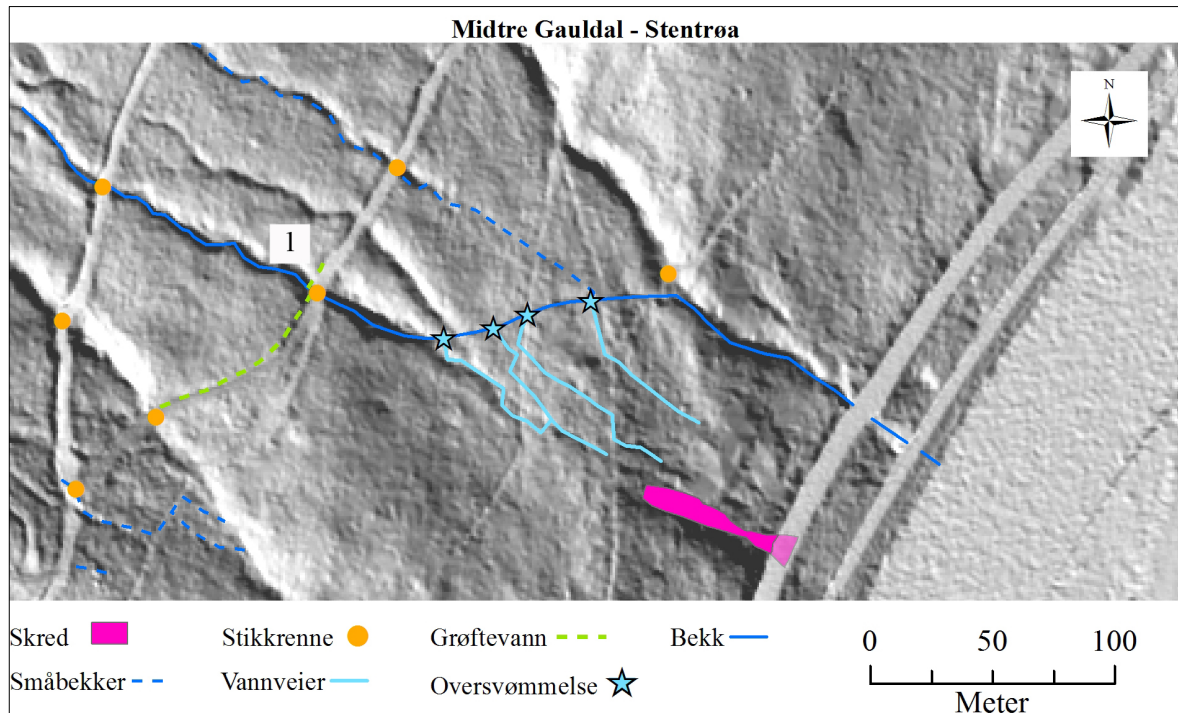 Midtre Gauldal - Stentrøa
N
1
Skred Stikkrenne Grøftevann Bekk 0 50 100
Småbekker Vannveier Oversvømmelse Meter